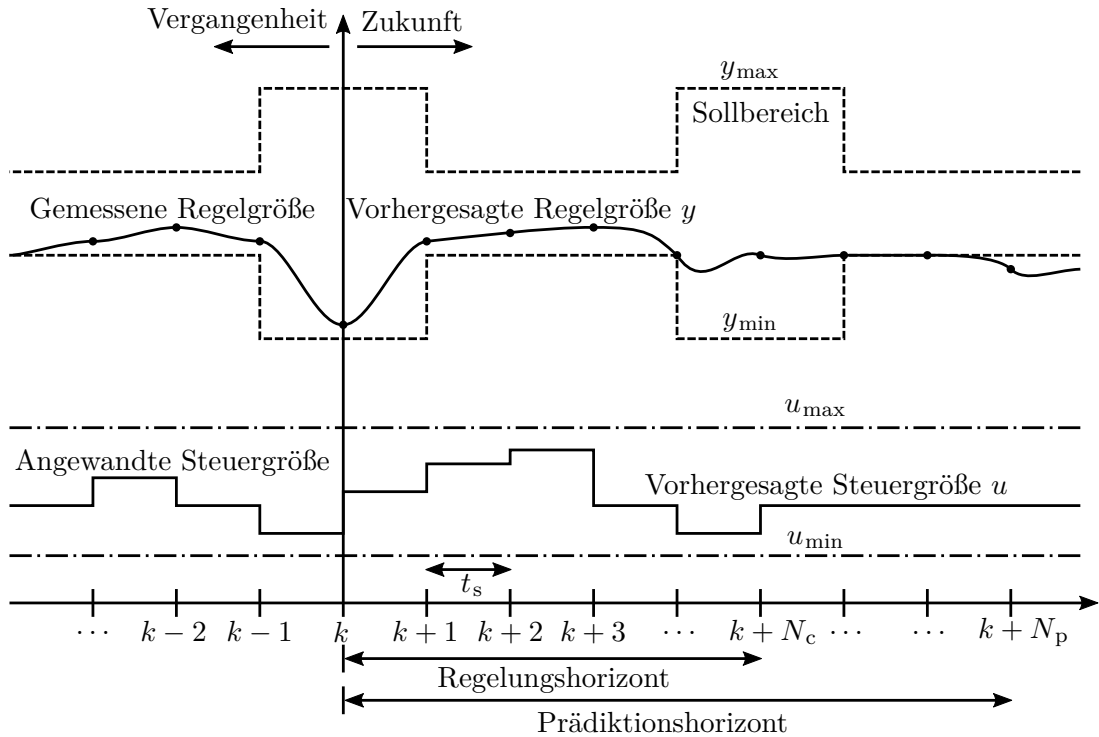 Vergangenheit
Zukunft
y_max
Sollbereich
Gemessene Regelgröße
Vorhergesagte Regelgröße y
y_min
u_max
Angewandte Steuergröße
Vorhergesagte Steuergröße u
u_min
t_s
⋯ k − 2 k − 1 k k + 1 k + 2 k + 3 ⋯ k + N_c ⋯ ⋯ k + N_p
Regelungshorizont
Prädiktionshorizont